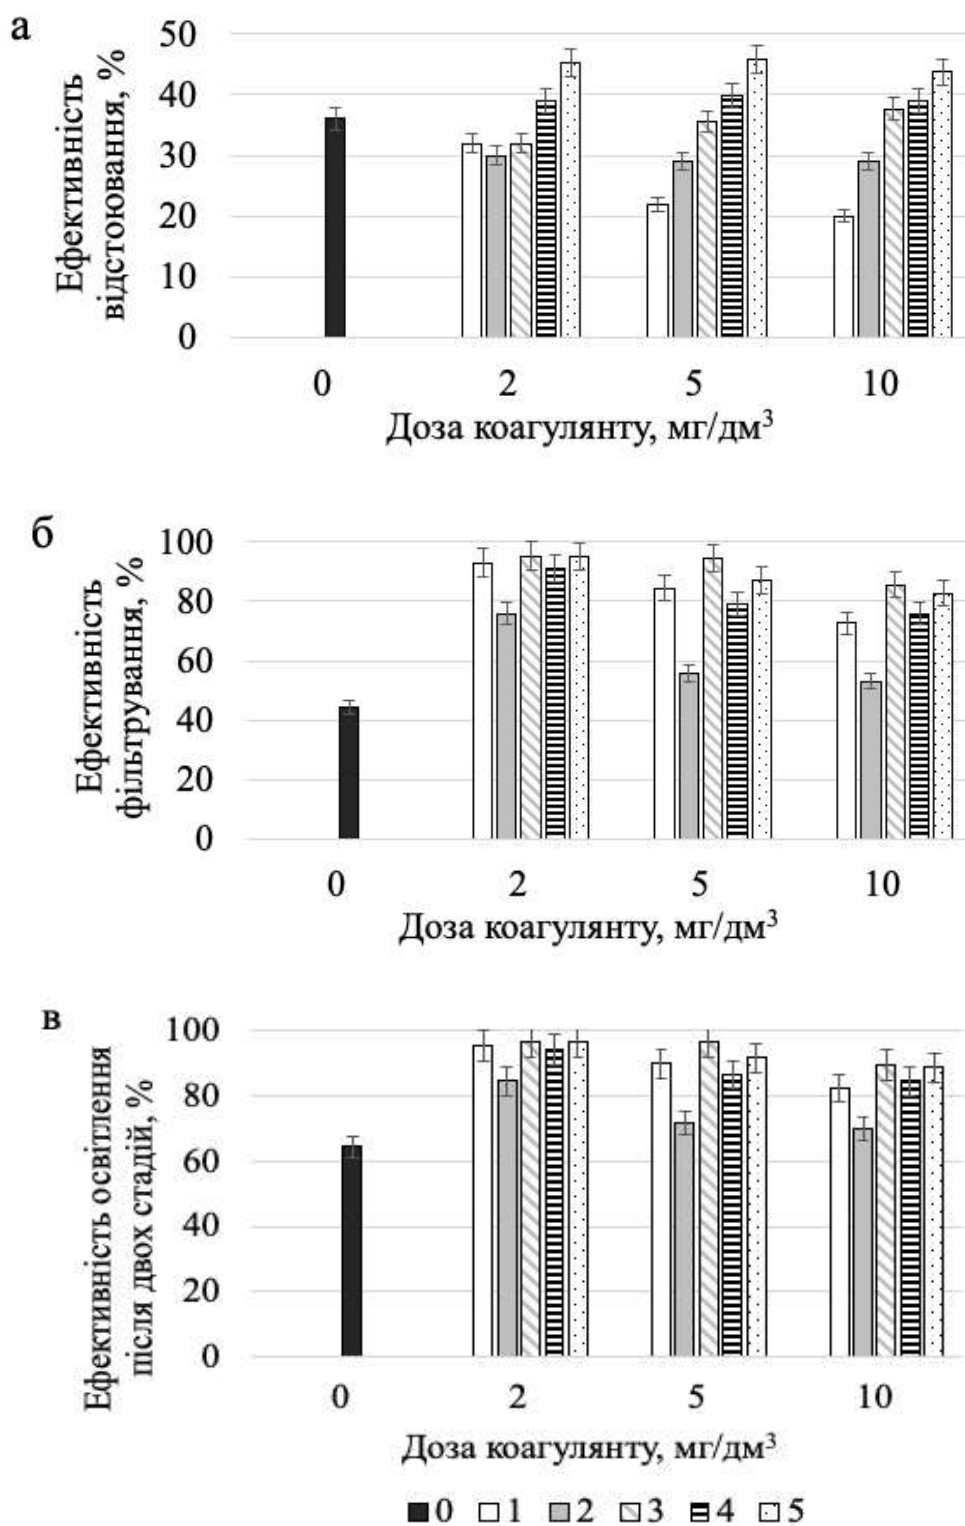 а
Ефективність
відстоювання, %
50
40
30
20
10
0
0 2 5 10
Доза коагулянту, мг/дм³
б
Ефективність
фільтрування, %
100
80
60
40
20
0
0 2 5 10
Доза коагулянту, мг/дм³
в
Ефективність освітлення
після двох стадій, %
100
80
60
40
20
0
0 2 5 10
Доза коагулянту, мг/дм³
0 1 2 3 4 5